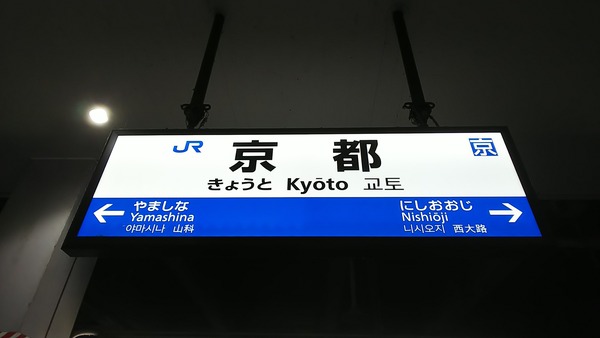 JR 京都 京
きょうと Kyōto 교토
やましな
Yamashina
야마시나 山科
にしおおじ
Nishiōji
니시오지 西大路